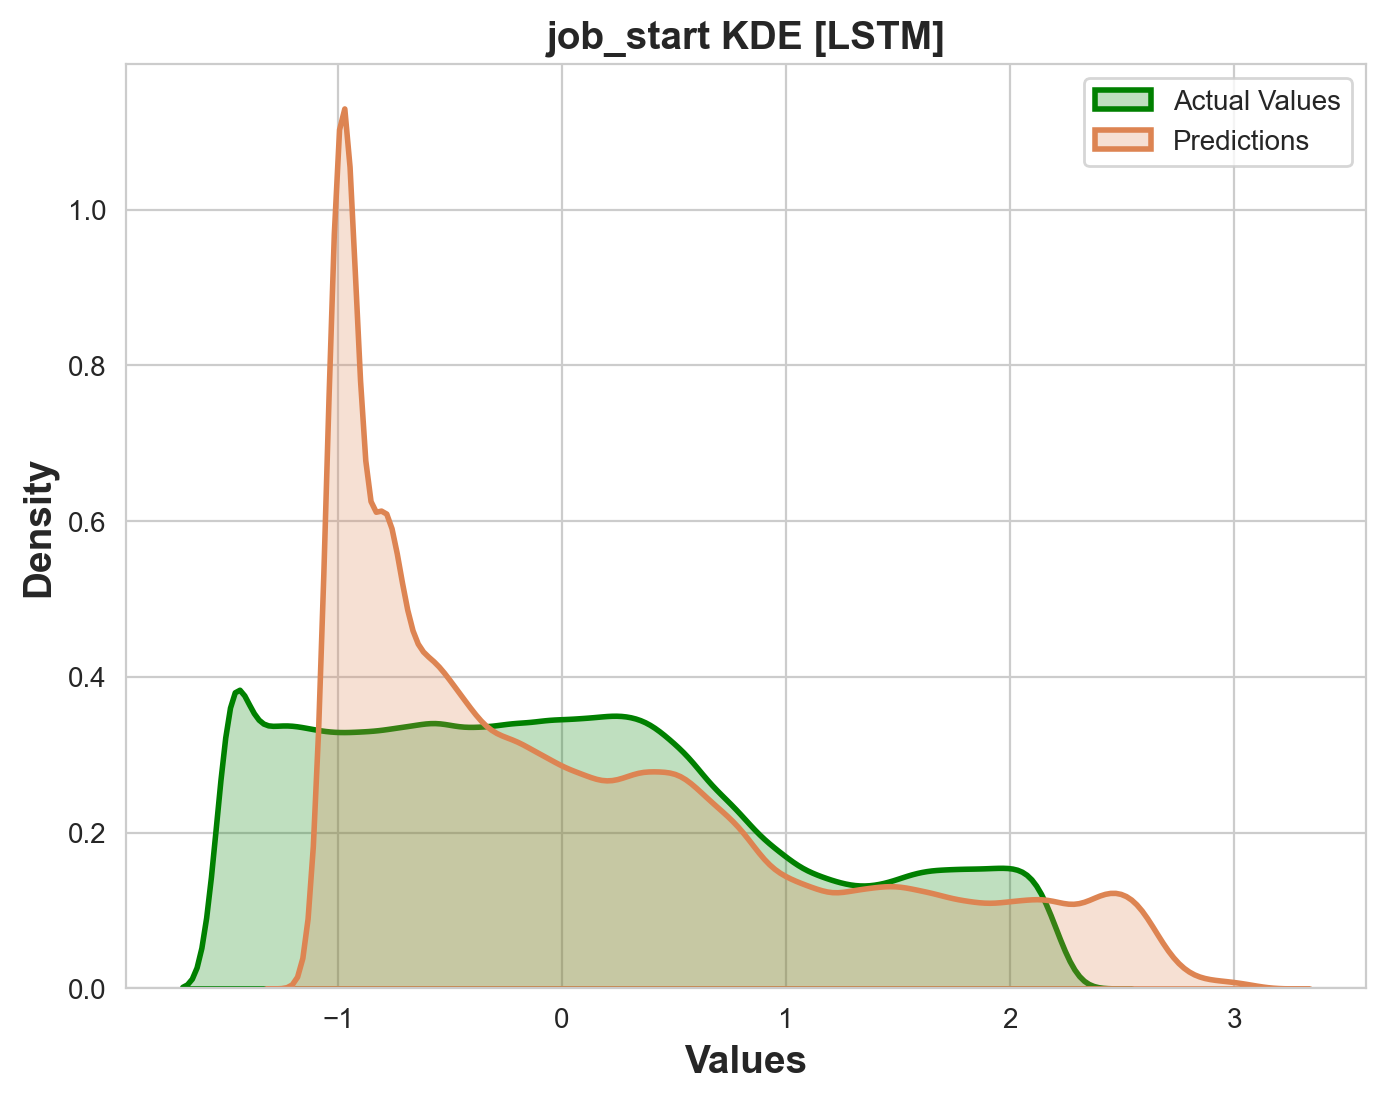 job_start KDE [LSTM]
Actual Values
Predictions
Density
1.0
0.8
0.6
0.4
0.2
0.0
−1 0 1 2 3
Values